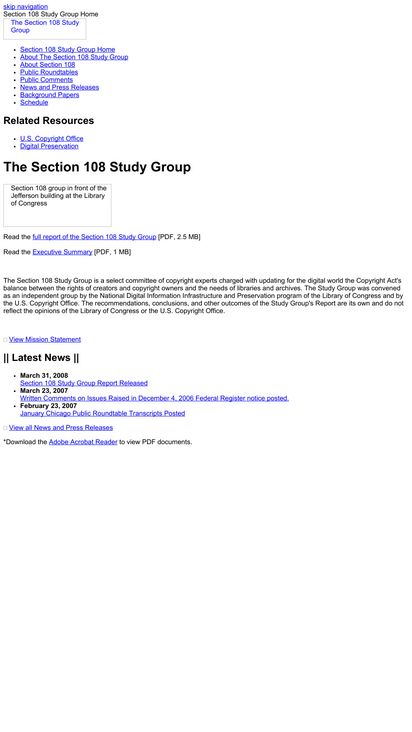 skip navigation
Section 108 Study Group Home
The Section 108 Study
Group
Section 108 Study Group Home
About The Section 108 Study Group
About Section 108
Public Roundtables
Public Comments
News and Press Releases
Background Papers
Schedule
Related Resources
U.S. Copyright Office
Digital Preservation
The Section 108 Study Group
Section 108 group in front of the
Jefferson building at the Library
of Congress
Read the full report of the Section 108 Study Group [PDF, 2.5 MB]
Read the Executive Summary [PDF, 1 MB]
The Section 108 Study Group is a select committee of copyright experts charged with updating for the digital world the Copyright Act's
balance between the rights of creators and copyright owners and the needs of libraries and archives. The Study Group was convened
as an independent group by the National Digital Information Infrastructure and Preservation program of the Library of Congress and by
the U.S. Copyright Office. The recommendations, conclusions, and other outcomes of the Study Group's Report are its own and do not
reflect the opinions of the Library of Congress or the U.S. Copyright Office.
View Mission Statement
|| Latest News ||
March 31, 2008
Section 108 Study Group Report Released
March 23, 2007
Written Comments on Issues Raised in December 4, 2006 Federal Register notice posted.
February 23, 2007
January Chicago Public Roundtable Transcripts Posted
View all News and Press Releases
*Download the Adobe Acrobat Reader to view PDF documents.